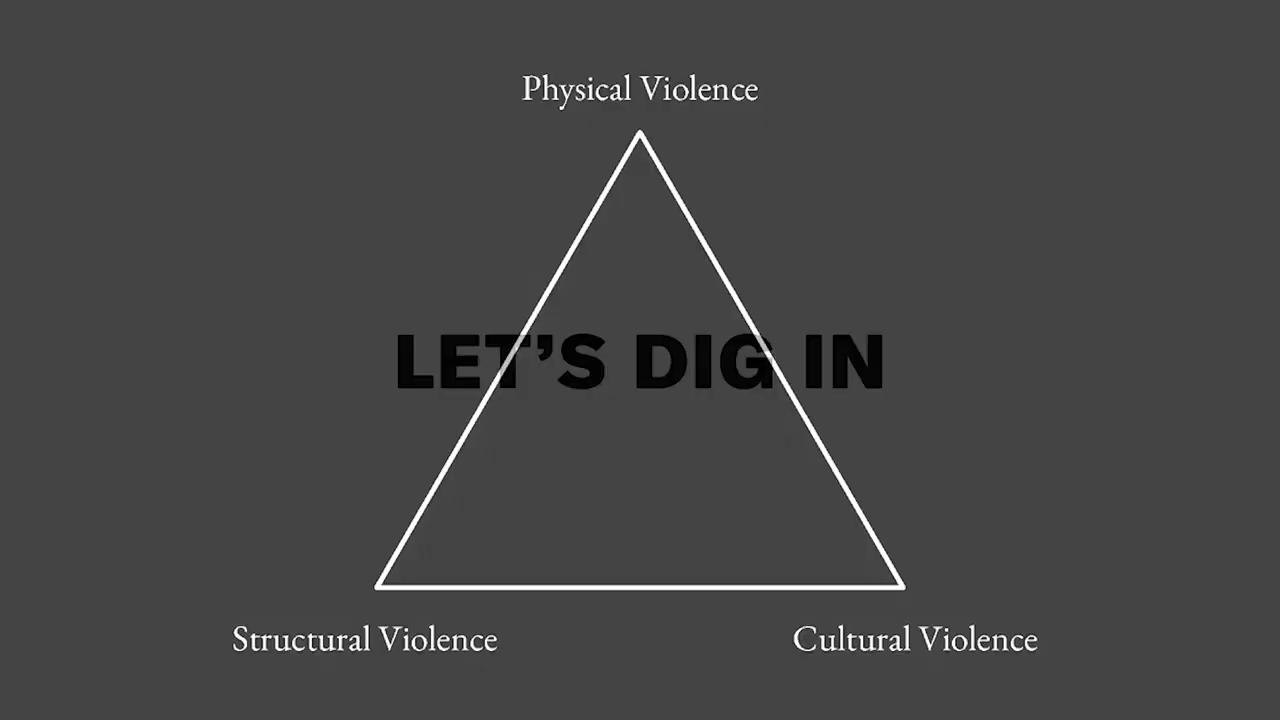 Physical Violence
LET’S DIG IN
Structural Violence
Cultural Violence